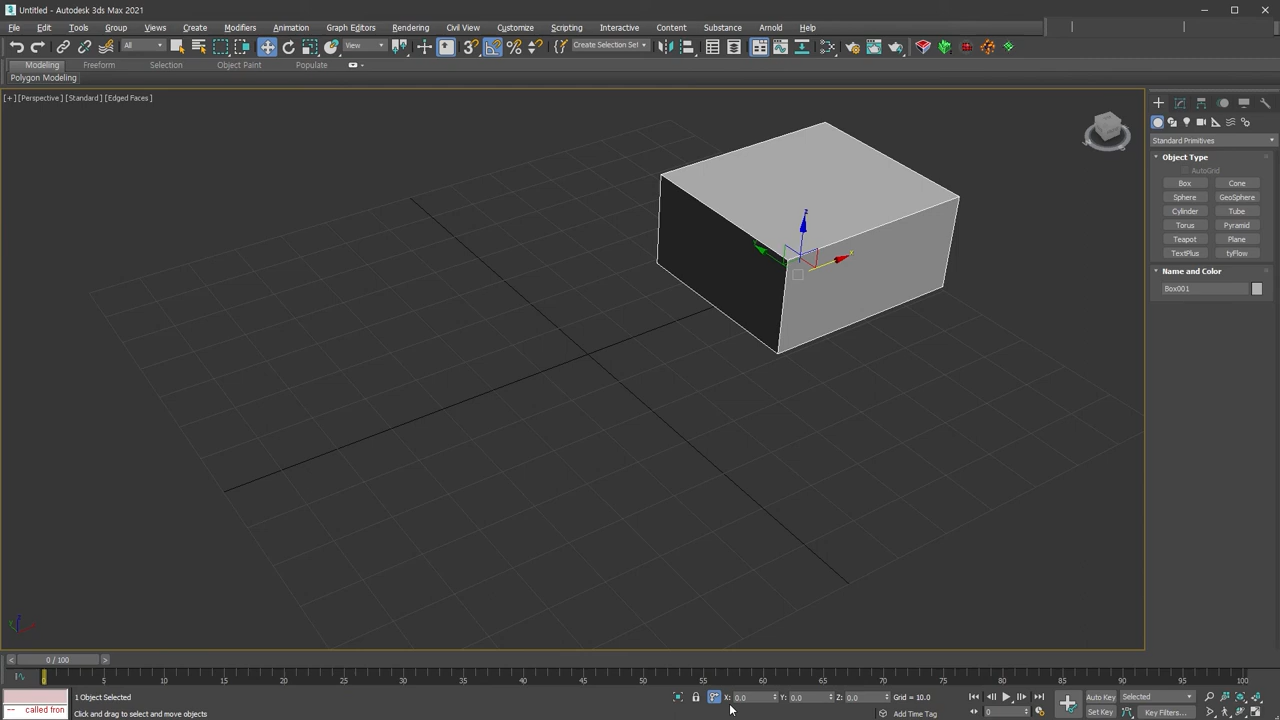 Untitled - Autodesk 3ds Max 2021
File Edit Tools Group Views Create Modifiers Animation Graph Editors Rendering Civil View Customize Scripting Interactive Content Substance Arnold Help
All View Create Selection Set
Modeling Freeform Selection Object Paint Populate
Polygon Modeling
[+] [Perspective] [Standard] [Edged Faces]
Standard Primitives
Object Type
AutoGrid
Box Cone
Sphere GeoSphere
Cylinder Tube
Torus Pyramid
Teapot Plane
TextPlus tyFlow
Name and Color
Box001
z
x
0 / 100
0 5 10 15 20 25 30 35 40 45 50 55 60 65 70 75 80 85 90 95 100
1 Object Selected X: 0.0 Y: 0.0 Z: 0.0 Grid = 10.0 Auto Key Selected
-- called fron Click and drag to select and move objects Add Time Tag 0 Set Key Key Filters...